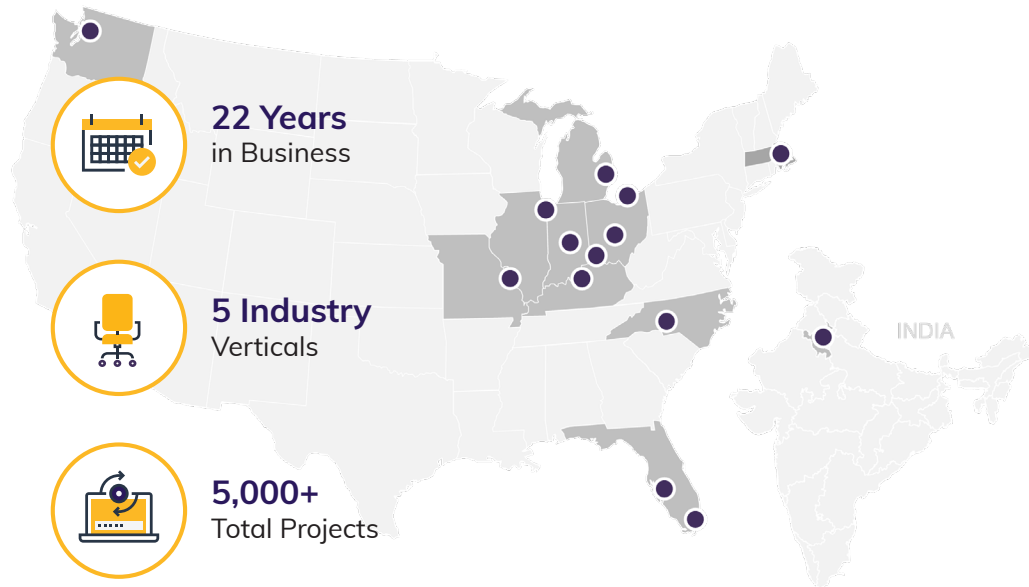 22 Years
in Business
5 Industry
Verticals
INDIA
5,000+
Total Projects